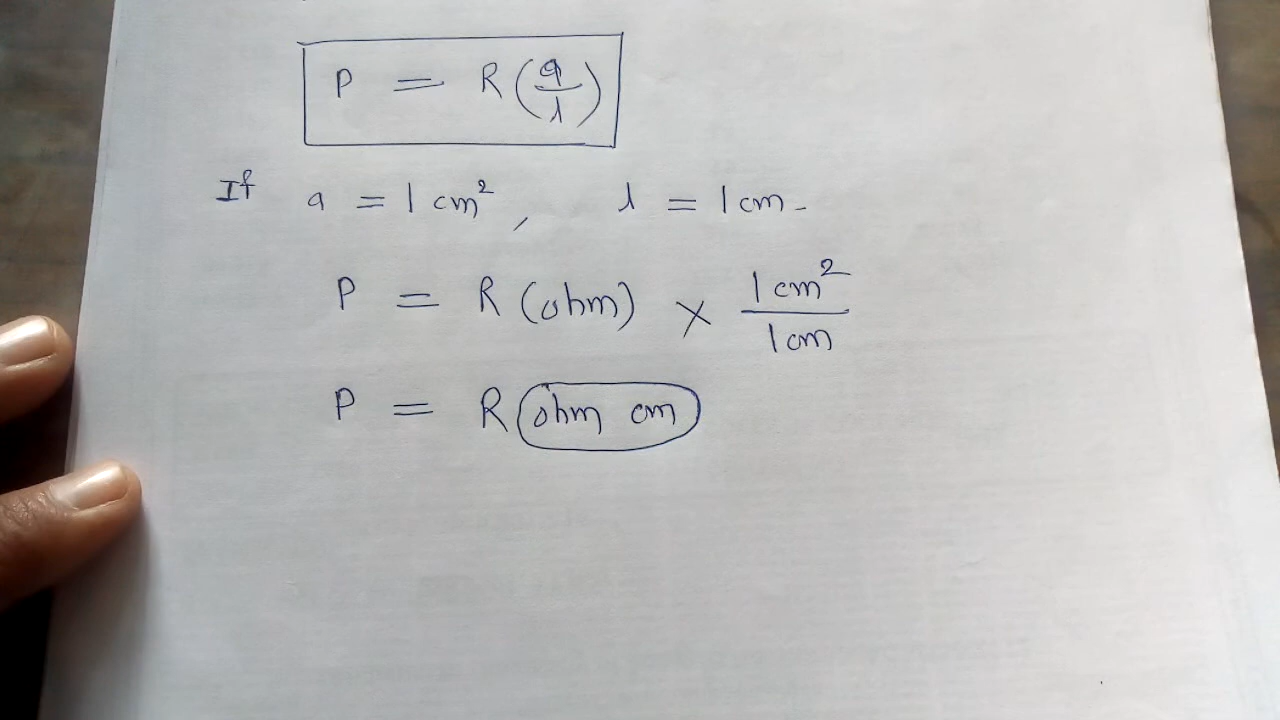 P = R(a/l)
If a = 1 cm², l = 1 cm.
P = R (ohm) × 1 cm²/1 cm
P = R ohm cm